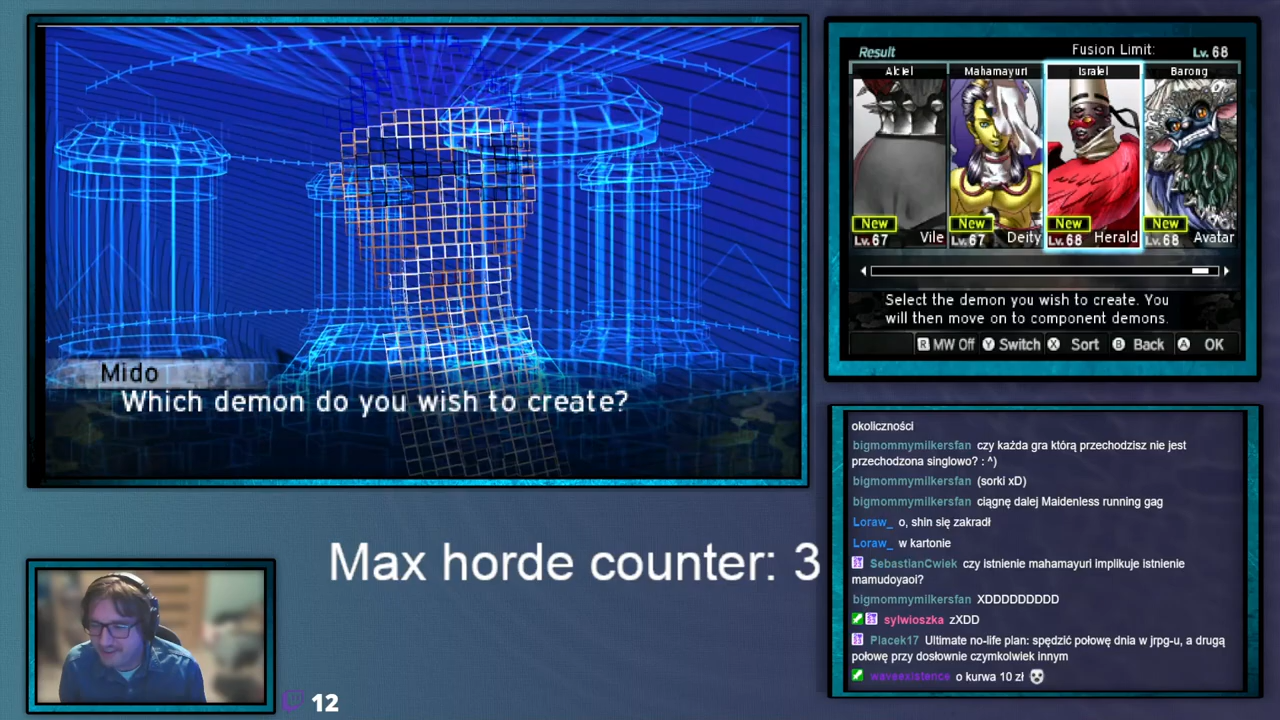 Result
Fusion Limit: Lv. 68
Alciel
Mahamayuri
Israfel
Barong
New
New
New
New
Lv. 67 Vile
Lv. 67 Deity
Lv. 68 Herald
Lv. 68 Avatar
Select the demon you wish to create. You
will then move on to component demons.
R MW Off Y Switch X Sort B Back A OK
Mido
Which demon do you wish to create?
Max horde counter: 3
12
okoliczności
bigmommymilkersfan czy każda gra którą przechodzisz nie jest
przechodzona singlowo? : ^)
bigmommymilkersfan (sorki xD)
bigmommymilkersfan ciągnę dalej Maidenless running gag
Loraw_ o, shin się zakradł
Loraw_ w kartonie
SebastianCwiek czy istnienie mahamayuri implikuje istnienie
mamudoyaoi?
bigmommymilkersfan XDDDDDDDDD
sylwioszka zXDD
Placek17 Ultimate no-life plan: spędzić połowę dnia w jrpg-u, a drugą
połowę przy dosłownie czymkolwiek innym
waveexistence o kurwa 10 zł